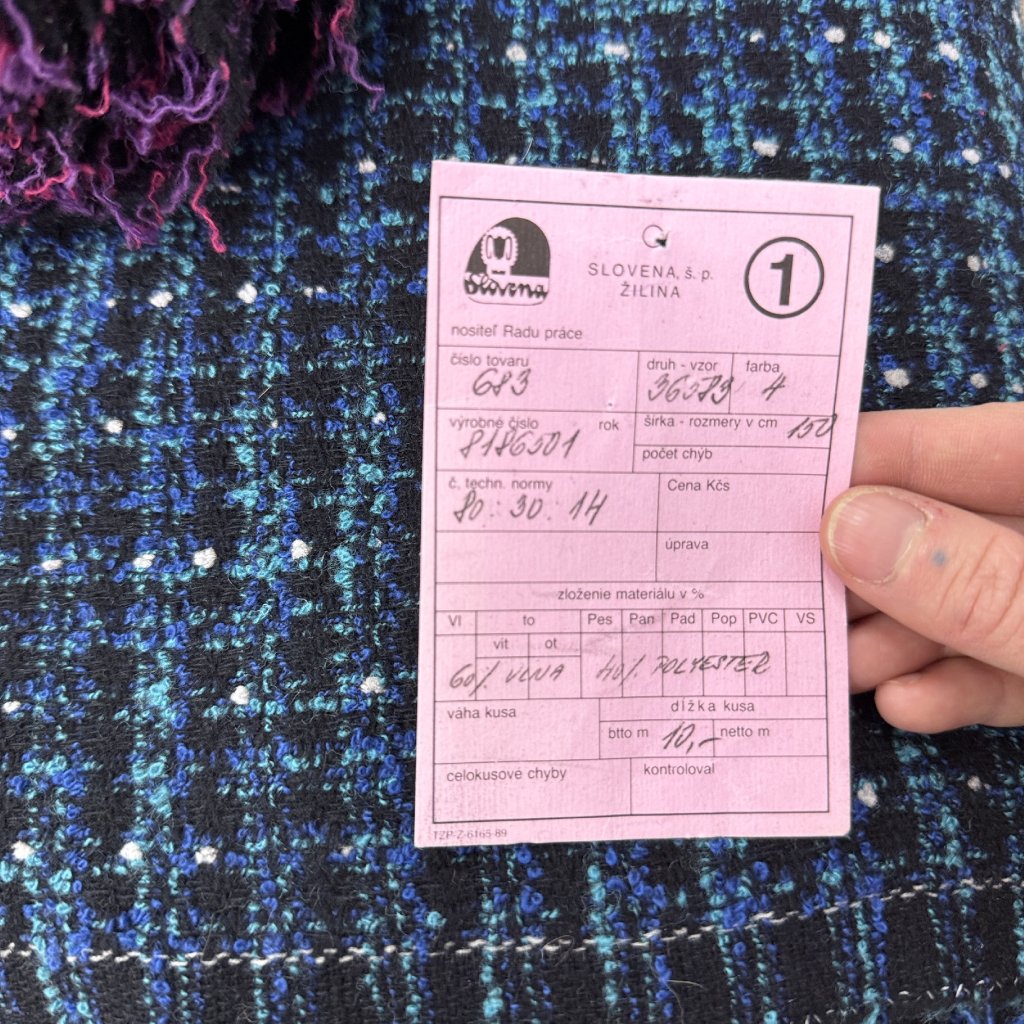 Slovena
SLOVENA, š. p.
ŽILINA
1
nositeľ Radu práce
číslo tovaru 683
druh - vzor 36383
farba 4
výrobné číslo 8186501 rok
šírka - rozmery v cm 150
počet chýb
č. techn. normy 80. 30. 14
Cena Kčs
úprava
zloženie materiálu v %
Vl to Pes Pan Pad Pop PVC VS
vit ot
60% VLNA 40% POLYESTER
váha kusa
dĺžka kusa
btto m 10,- netto m
celokusové chyby
kontroloval
TZP-Z-6165-89